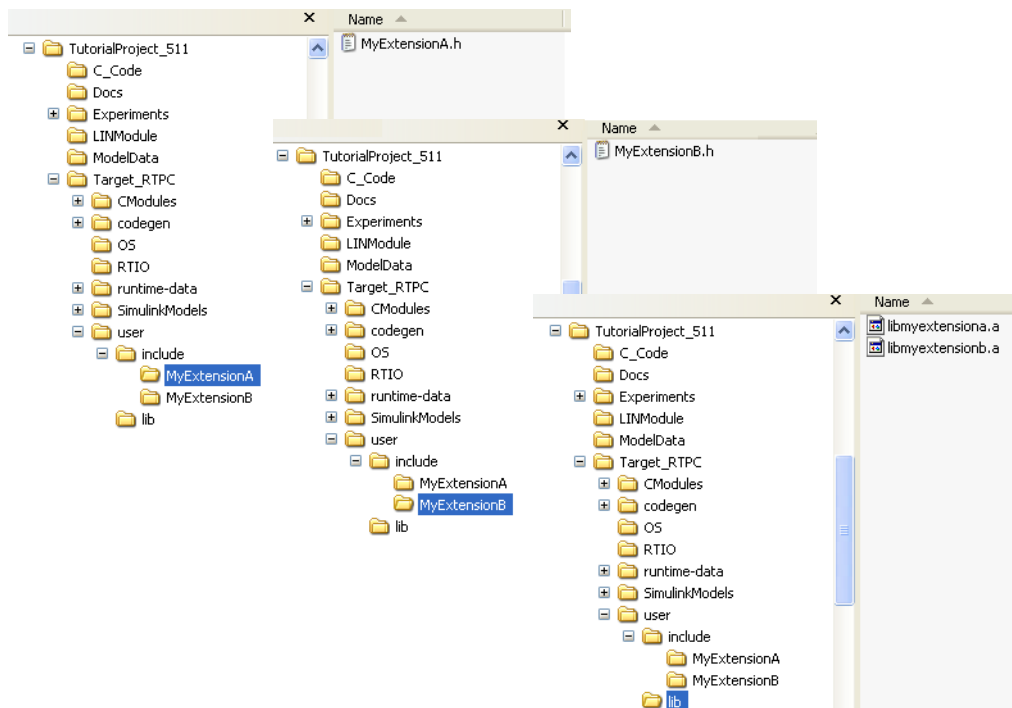 Name
MyExtensionA.h
TutorialProject_511
C_Code
Docs
Experiments
LINModule
ModelData
Target_RTPC
CModules
codegen
OS
RTIO
runtime-data
SimulinkModels
user
include
MyExtensionA
MyExtensionB
lib
Name
MyExtensionB.h
TutorialProject_511
C_Code
Docs
Experiments
LINModule
ModelData
Target_RTPC
CModules
codegen
OS
RTIO
runtime-data
SimulinkModels
user
include
MyExtensionA
MyExtensionB
lib
Name
libmyextensiona.a
libmyextensionb.a
TutorialProject_511
C_Code
Docs
Experiments
LINModule
ModelData
Target_RTPC
CModules
codegen
OS
RTIO
runtime-data
SimulinkModels
user
include
MyExtensionA
MyExtensionB
lib